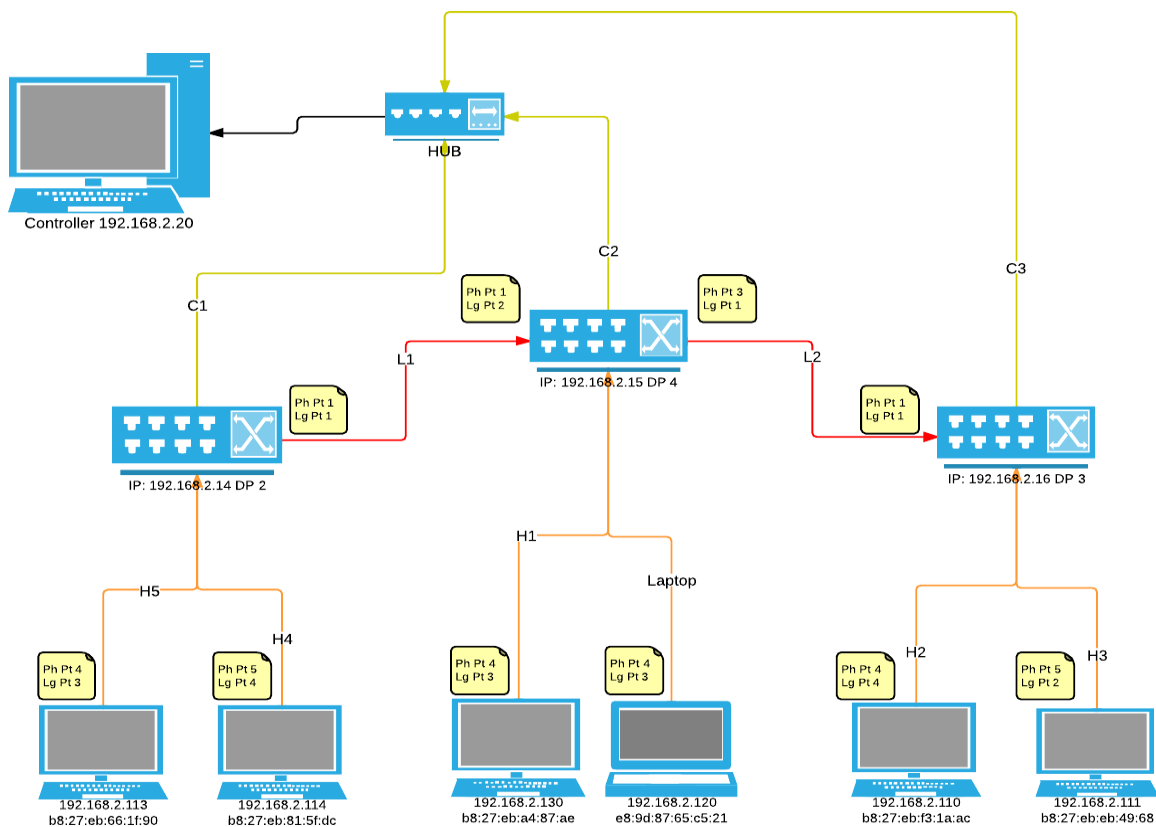 HUB
Controller 192.168.2.20
C2
C3
C1
Ph Pt 1
Lg Pt 2
Ph Pt 3
Lg Pt 1
L1
L2
IP: 192.168.2.15 DP 4
Ph Pt 1
Lg Pt 1
Ph Pt 1
Lg Pt 1
IP: 192.168.2.14 DP 2
IP: 192.168.2.16 DP 3
H1
Laptop
H5
H4
H2
H3
Ph Pt 4
Lg Pt 3
Ph Pt 5
Lg Pt 4
Ph Pt 4
Lg Pt 3
Ph Pt 4
Lg Pt 3
Ph Pt 4
Lg Pt 4
Ph Pt 5
Lg Pt 2
192.168.2.113
b8:27:eb:66:1f:90
192.168.2.114
b8:27:eb:81:5f:dc
192.168.2.130
b8:27:eb:a4:87:ae
192.168.2.120
e8:9d:87:65:c5:21
192.168.2.110
b8:27:eb:f3:1a:ac
192.168.2.111
b8:27:eb:eb:49:68